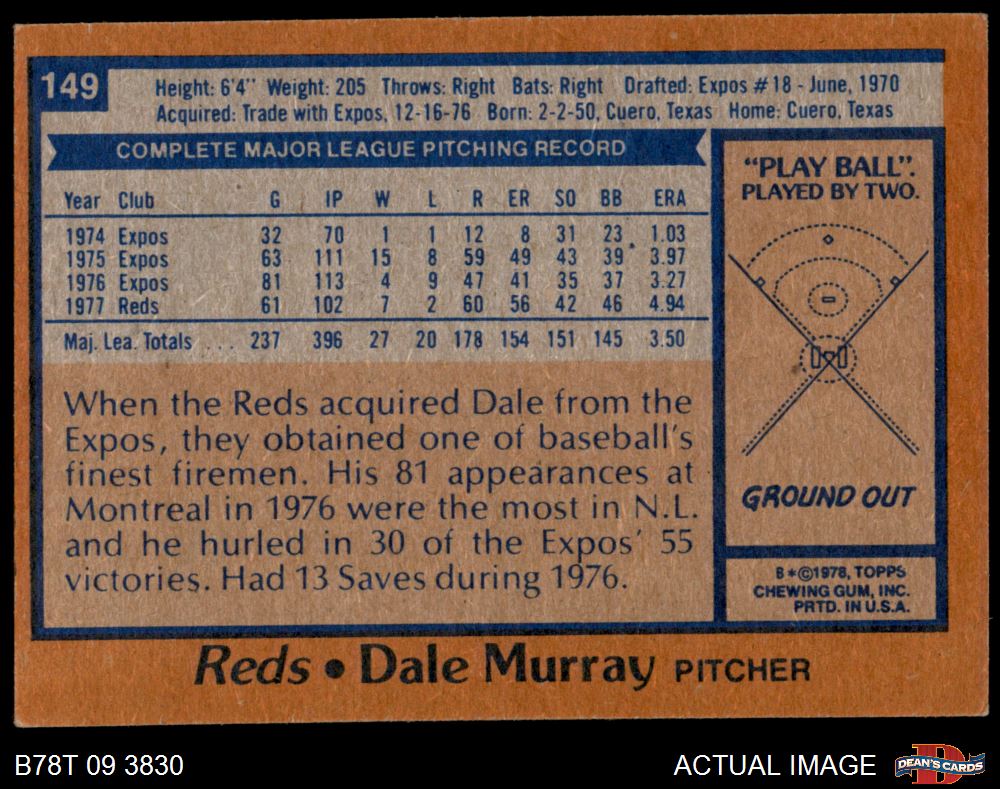 149
Height: 6'4" Weight: 205 Throws: Right Bats: Right Drafted: Expos #18 - June, 1970
Acquired: Trade with Expos, 12-16-76 Born: 2-2-50, Cuero, Texas Home: Cuero, Texas
COMPLETE MAJOR LEAGUE PITCHING RECORD
Year Club G IP W L R ER SO BB ERA
1974 Expos 32 70 1 1 12 8 31 23 1.03
1975 Expos 63 111 15 8 59 49 43 39 3.97
1976 Expos 81 113 4 9 47 41 35 37 3.27
1977 Reds 61 102 7 2 60 56 42 46 4.94
Maj. Lea. Totals ... 237 396 27 20 178 154 151 145 3.50
When the Reds acquired Dale from the
Expos, they obtained one of baseball's
finest firemen. His 81 appearances at
Montreal in 1976 were the most in N.L.
and he hurled in 30 of the Expos' 55
victories. Had 13 Saves during 1976.
"PLAY BALL".
PLAYED BY TWO.
GROUND OUT
B*©1978, TOPPS
CHEWING GUM, INC.
PRTD. IN U.S.A.
Reds • Dale Murray PITCHER
B78T 09 3830
ACTUAL IMAGE
D
DEAN'S CARDS